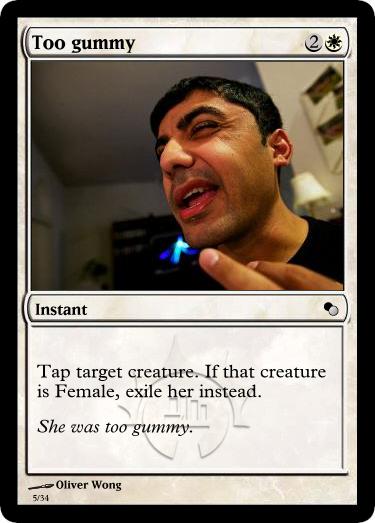 Too gummy 2
Instant
Tap target creature. If that creature
is Female, exile her instead.
She was too gummy.
Oliver Wong
5/34